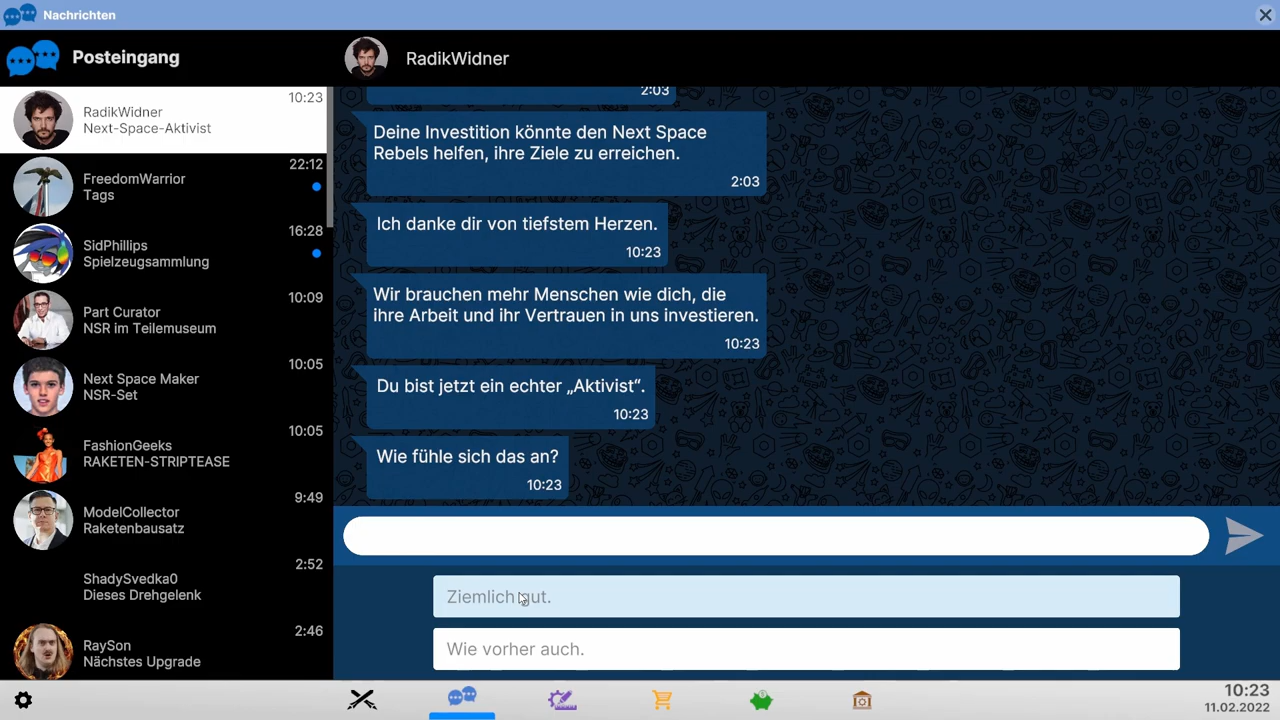 Nachrichten
Posteingang
RadikWidner
10:23
RadikWidner
Next-Space-Aktivist
22:12
FreedomWarrior
Tags
16:28
SidPhillips
Spielzeugsammlung
10:09
Part Curator
NSR im Teilemuseum
10:05
Next Space Maker
NSR-Set
10:05
FashionGeeks
RAKETEN-STRIPTEASE
9:49
ModelCollector
Raketenbausatz
2:52
ShadySvedka0
Dieses Drehgelenk
2:46
RaySon
Nächstes Upgrade
2:03
Deine Investition könnte den Next Space
Rebels helfen, ihre Ziele zu erreichen.
2:03
Ich danke dir von tiefstem Herzen.
10:23
Wir brauchen mehr Menschen wie dich, die
ihre Arbeit und ihr Vertrauen in uns investieren.
10:23
Du bist jetzt ein echter „Aktivist“.
10:23
Wie fühle sich das an?
10:23
Ziemlich gut.
Wie vorher auch.
10:23
11.02.2022